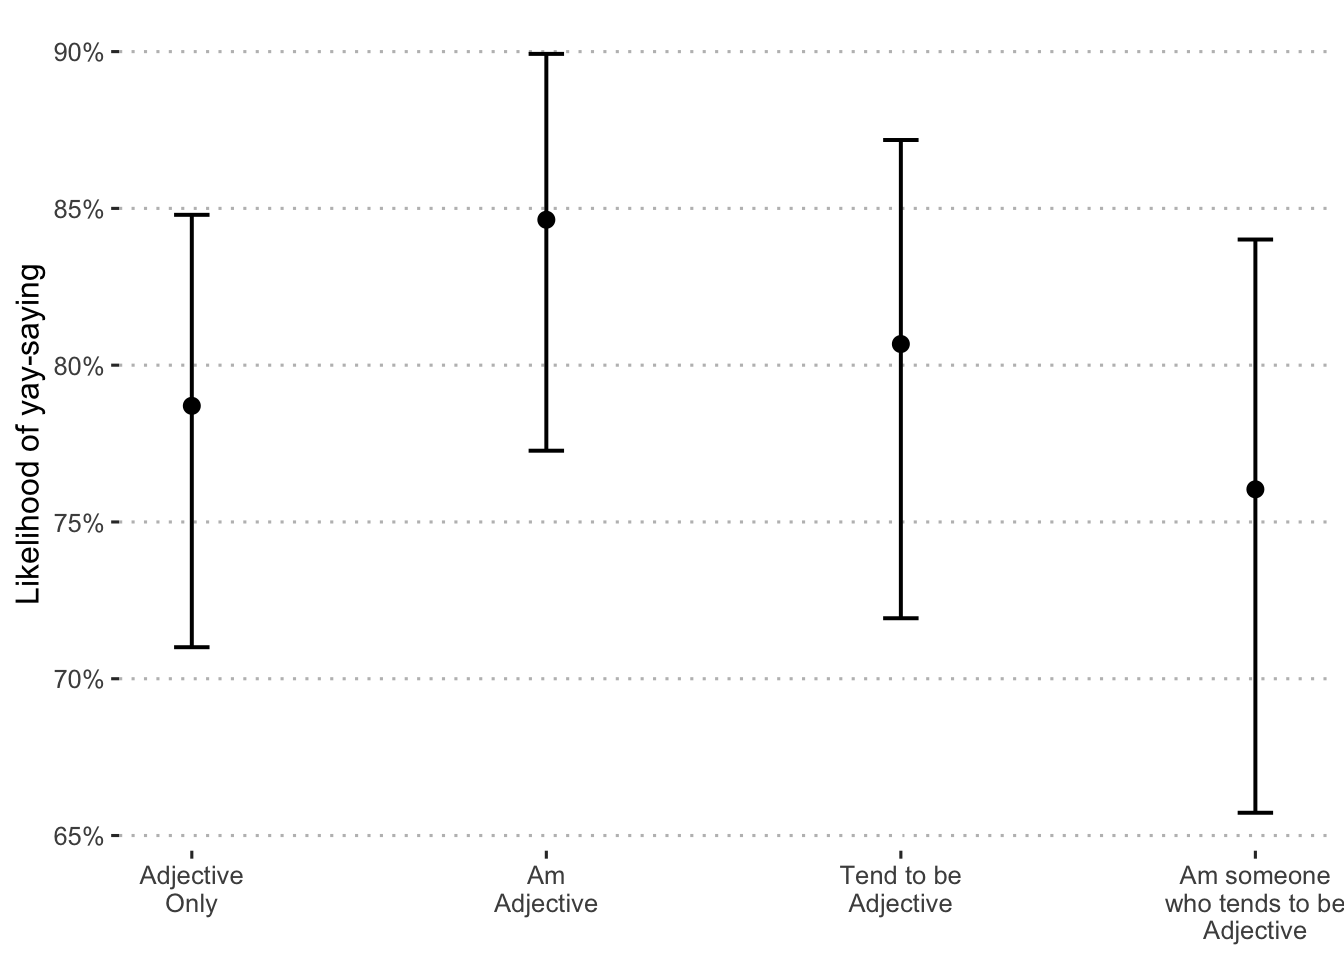 90%
85%
80%
75%
70%
65%
Likelihood of yay-saying
Adjective
Only
Am
Adjective
Tend to be
Adjective
Am someone
who tends to be
Adjective